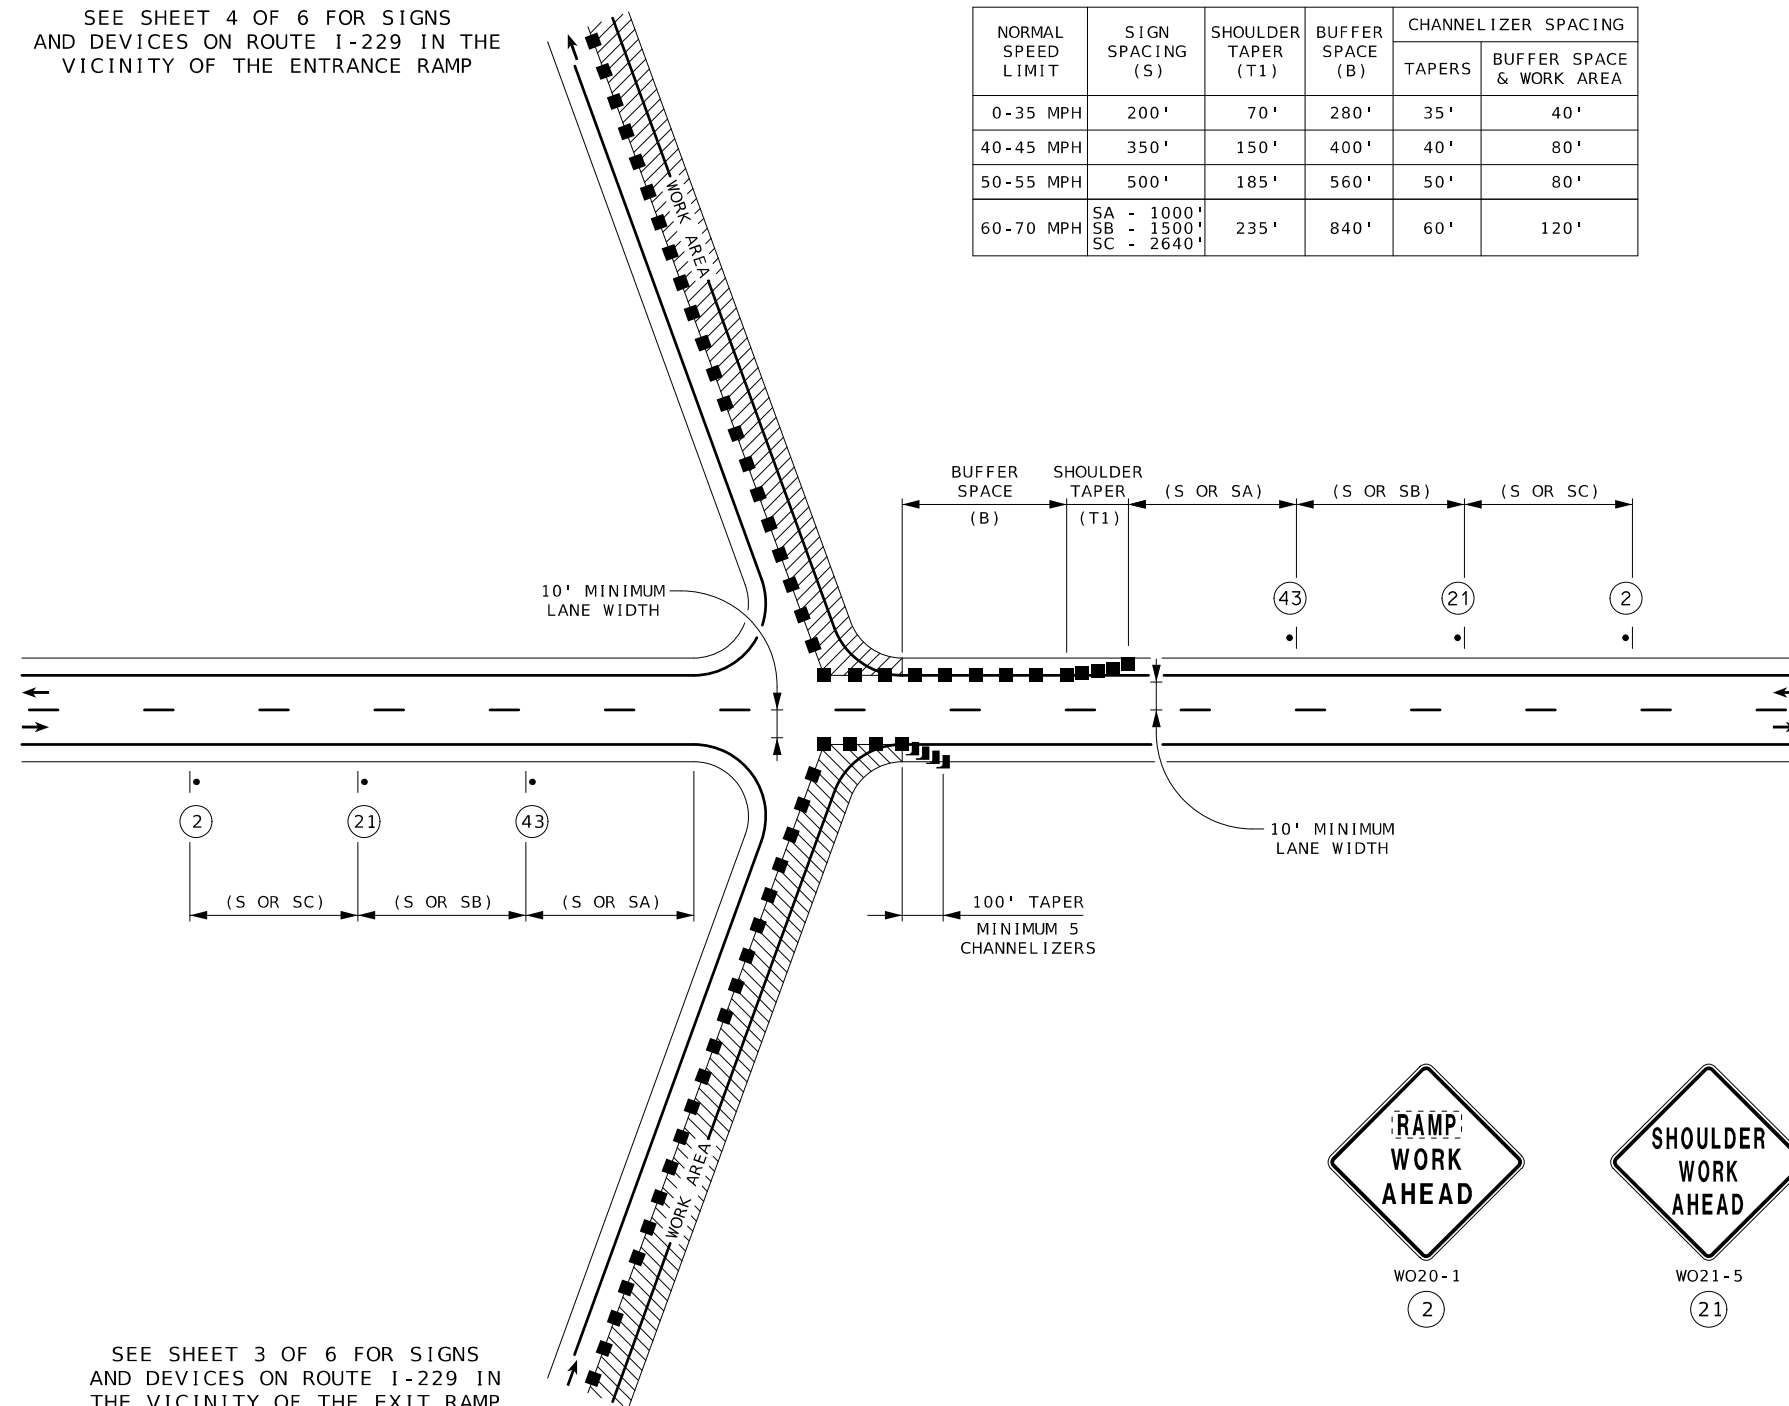 SEE SHEET 4 OF 6 FOR SIGNS
AND DEVICES ON ROUTE I-229 IN THE
VICINITY OF THE ENTRANCE RAMP
NORMAL SPEED LIMIT
SIGN SPACING (S)
SHOULDER TAPER (T1)
BUFFER SPACE (B)
CHANNELIZER SPACING
TAPERS
BUFFER SPACE & WORK AREA
0-35 MPH 200' 70' 280' 35' 40'
40-45 MPH 350' 150' 400' 40' 80'
50-55 MPH 500' 185' 560' 50' 80'
SA - 1000'
60-70 MPH SB - 1500' 235' 840' 60' 120'
SC - 2640'
WORK AREA
BUFFER SPACE (B)
SHOULDER TAPER (T1)
(S OR SA)
(S OR SB)
(S OR SC)
10' MINIMUM
LANE WIDTH
43
21
2
2
21
43
10' MINIMUM
LANE WIDTH
(S OR SC)
(S OR SB)
(S OR SA)
100' TAPER
MINIMUM 5
CHANNELIZERS
WORK AREA
RAMP
WORK
AHEAD
WO20-1
2
SHOULDER
WORK
AHEAD
WO21-5
21
SEE SHEET 3 OF 6 FOR SIGNS
AND DEVICES ON ROUTE I-229 IN
THE VICINITY OF THE EXIT RAMP